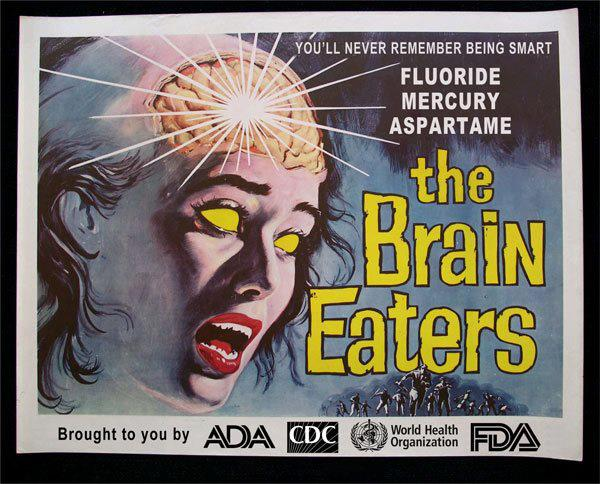 YOU'LL NEVER REMEMBER BEING SMART
FLUORIDE
MERCURY
ASPARTAME
the
Brain
Eaters
Brought to you by ADA CDC World Health Organization FDA